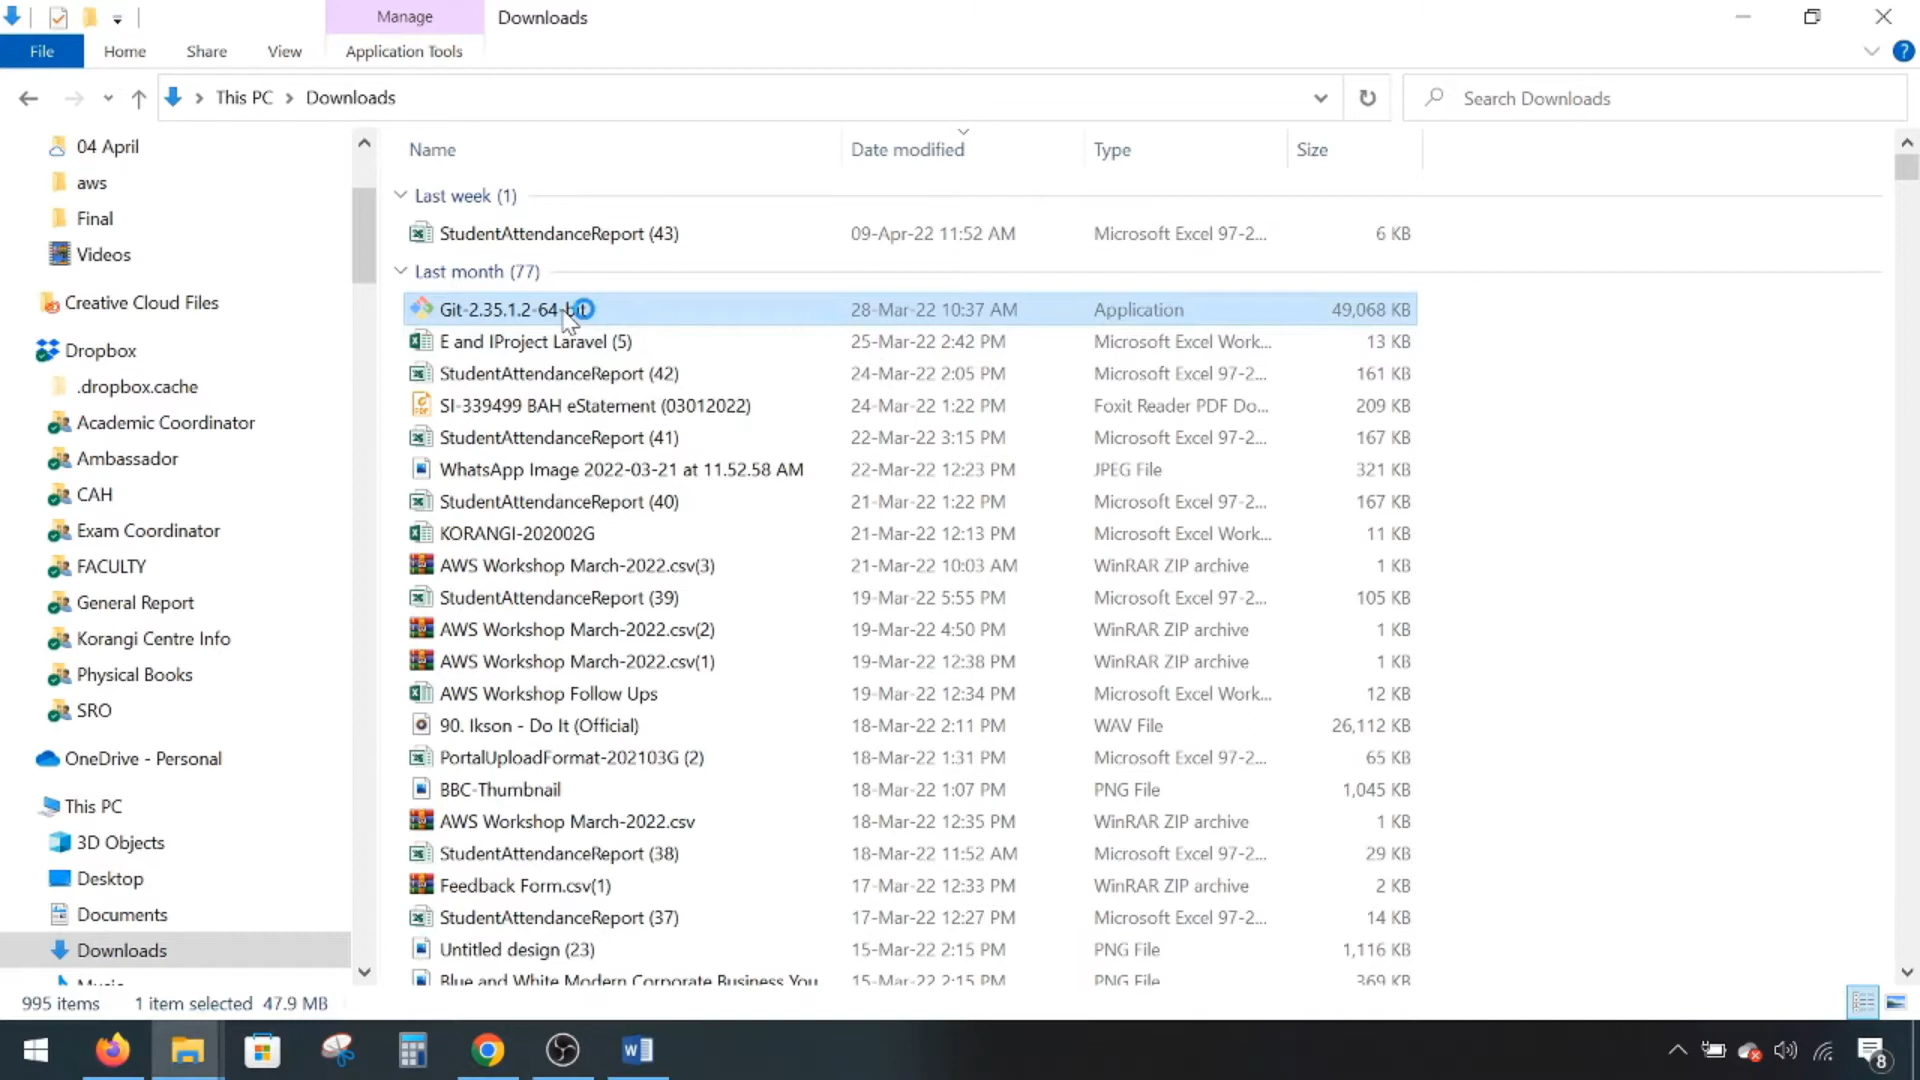 Manage
Downloads
File
Home
Share
View
Application Tools
This PC
Downloads
Search Downloads
04 April
aws
Final
Videos
Creative Cloud Files
Dropbox
.dropbox.cache
Academic Coordinator
Ambassador
CAH
Exam Coordinator
FACULTY
General Report
Korangi Centre Info
Physical Books
SRO
OneDrive - Personal
This PC
3D Objects
Desktop
Documents
Downloads
Music
Name Date modified Type Size
Last week (1)
StudentAttendanceReport (43) 09-Apr-22 11:52 AM Microsoft Excel 97-2... 6 KB
Last month (77)
Git-2.35.1.2-64-bit 28-Mar-22 10:37 AM Application 49,068 KB
E and IProject Laravel (5) 25-Mar-22 2:42 PM Microsoft Excel Work... 13 KB
StudentAttendanceReport (42) 24-Mar-22 2:05 PM Microsoft Excel 97-2... 161 KB
SI-339499 BAH eStatement (03012022) 24-Mar-22 1:22 PM Foxit Reader PDF Do... 209 KB
StudentAttendanceReport (41) 22-Mar-22 3:15 PM Microsoft Excel 97-2... 167 KB
WhatsApp Image 2022-03-21 at 11.52.58 AM 22-Mar-22 12:23 PM JPEG File 321 KB
StudentAttendanceReport (40) 21-Mar-22 1:22 PM Microsoft Excel 97-2... 167 KB
KORANGI-202002G 21-Mar-22 12:13 PM Microsoft Excel Work... 11 KB
AWS Workshop March-2022.csv(3) 21-Mar-22 10:03 AM WinRAR ZIP archive 1 KB
StudentAttendanceReport (39) 19-Mar-22 5:55 PM Microsoft Excel 97-2... 105 KB
AWS Workshop March-2022.csv(2) 19-Mar-22 4:50 PM WinRAR ZIP archive 1 KB
AWS Workshop March-2022.csv(1) 19-Mar-22 12:38 PM WinRAR ZIP archive 1 KB
AWS Workshop Follow Ups 19-Mar-22 12:34 PM Microsoft Excel Work... 12 KB
90. Ikson - Do It (Official) 18-Mar-22 2:11 PM WAV File 26,112 KB
PortalUploadFormat-202103G (2) 18-Mar-22 1:31 PM Microsoft Excel 97-2... 65 KB
BBC-Thumbnail 18-Mar-22 1:07 PM PNG File 1,045 KB
AWS Workshop March-2022.csv 18-Mar-22 12:35 PM WinRAR ZIP archive 1 KB
StudentAttendanceReport (38) 18-Mar-22 11:52 AM Microsoft Excel 97-2... 29 KB
Feedback Form.csv(1) 17-Mar-22 12:33 PM WinRAR ZIP archive 2 KB
StudentAttendanceReport (37) 17-Mar-22 12:27 PM Microsoft Excel 97-2... 14 KB
Untitled design (23) 15-Mar-22 2:15 PM PNG File 1,116 KB
Blue and White Modern Corporate Business You 15-Mar-22 2:15 PM PNG File 369 KB
995 items 1 item selected 47.9 MB
8